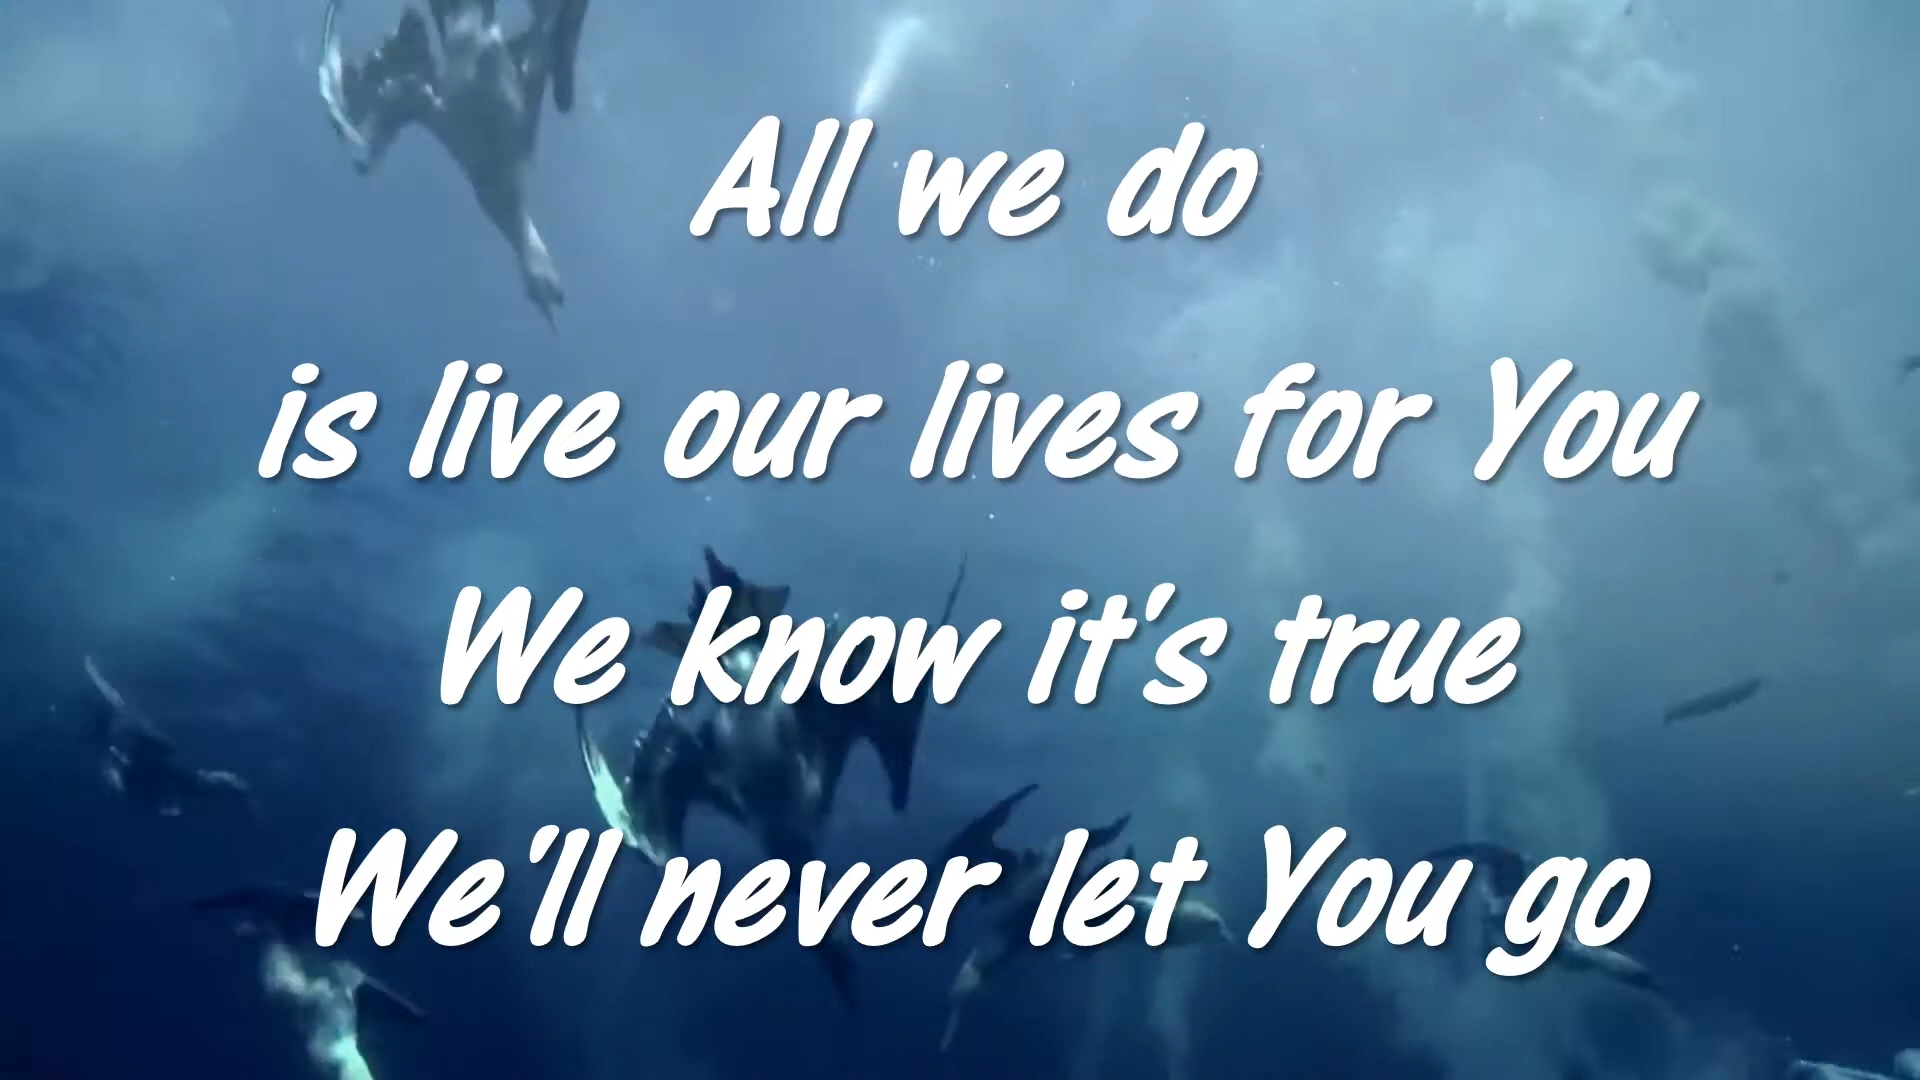 All we do
is live our lives for You
We know it's true
We'll never let You go